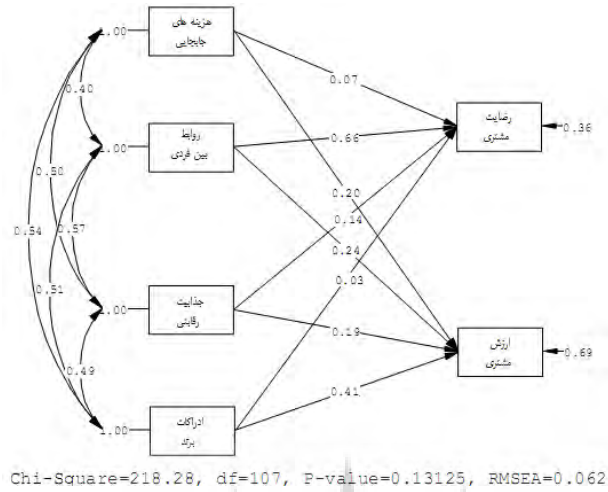 1.00
هزینه های
جابجایی
0.40
0.07
رضایت
مشتری
0.36
1.00
روابط
بین فردی
0.66
0.50
0.20
0.14
0.57
0.54
0.24
0.51
0.03
1.00
جذابیت
رقابتی
0.19
ارزش
مشتری
0.69
0.49
0.41
1.00
ادراکات
برند
Chi-Square=218.28, df=107, P-value=0.13125, RMSEA=0.062